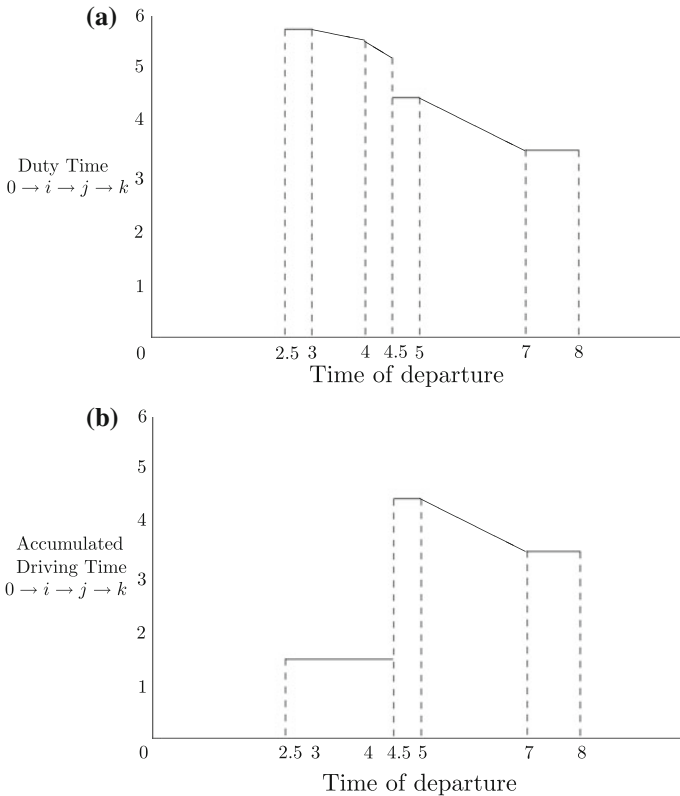 (a)
6
5
4
3
2
1
0
Duty Time
0 → i → j → k
2.5 3 4 4.5 5 7 8
Time of departure
(b)
6
5
4
3
2
1
0
Accumulated
Driving Time
0 → i → j → k
2.5 3 4 4.5 5 7 8
Time of departure